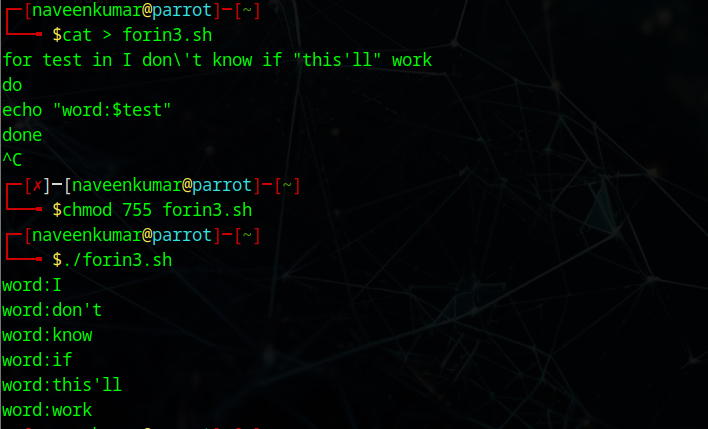 ┌─[naveenkumar@parrot]─[~]
└──╼ $cat > forin3.sh
for test in I don\'t know if "this'll" work
do
echo "word:$test"
done
^C
┌─[✗]─[naveenkumar@parrot]─[~]
└──╼ $chmod 755 forin3.sh
┌─[naveenkumar@parrot]─[~]
└──╼ $./forin3.sh
word:I
word:don't
word:know
word:if
word:this'll
word:work